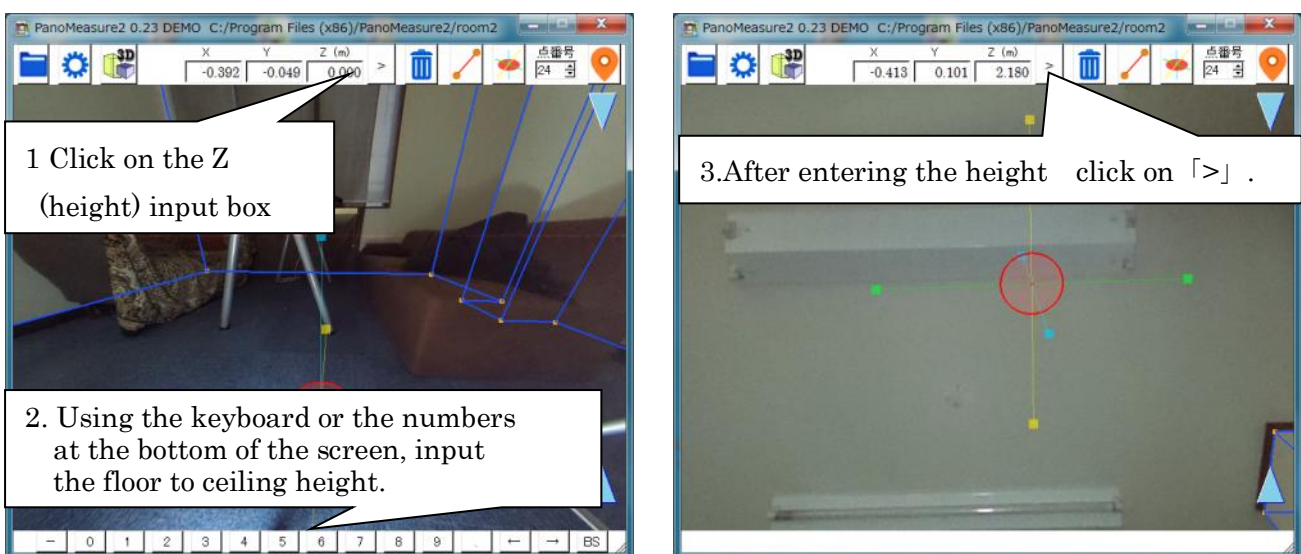 PanoMeasure2 0.23 DEMO C:/Program Files (x86)/PanoMeasure2/room2
3D
X Y Z (m)
-0.392 -0.049 0.000 >
点番号
24
1 Click on the Z
(height) input box
2. Using the keyboard or the numbers
at the bottom of the screen, input
the floor to ceiling height.
- 0 1 2 3 4 5 6 7 8 9 . ← → BS
PanoMeasure2 0.23 DEMO C:/Program Files (x86)/PanoMeasure2/room2
3D
X Y Z (m)
-0.413 0.101 2.180 >
点番号
24
3.After entering the height click on「>」.